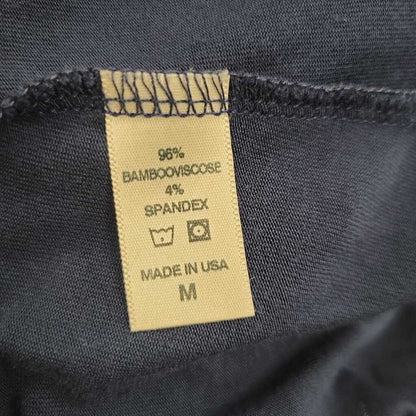 96%
BAMBOOVISCOSE
4%
SPANDEX
MADE IN USA
M